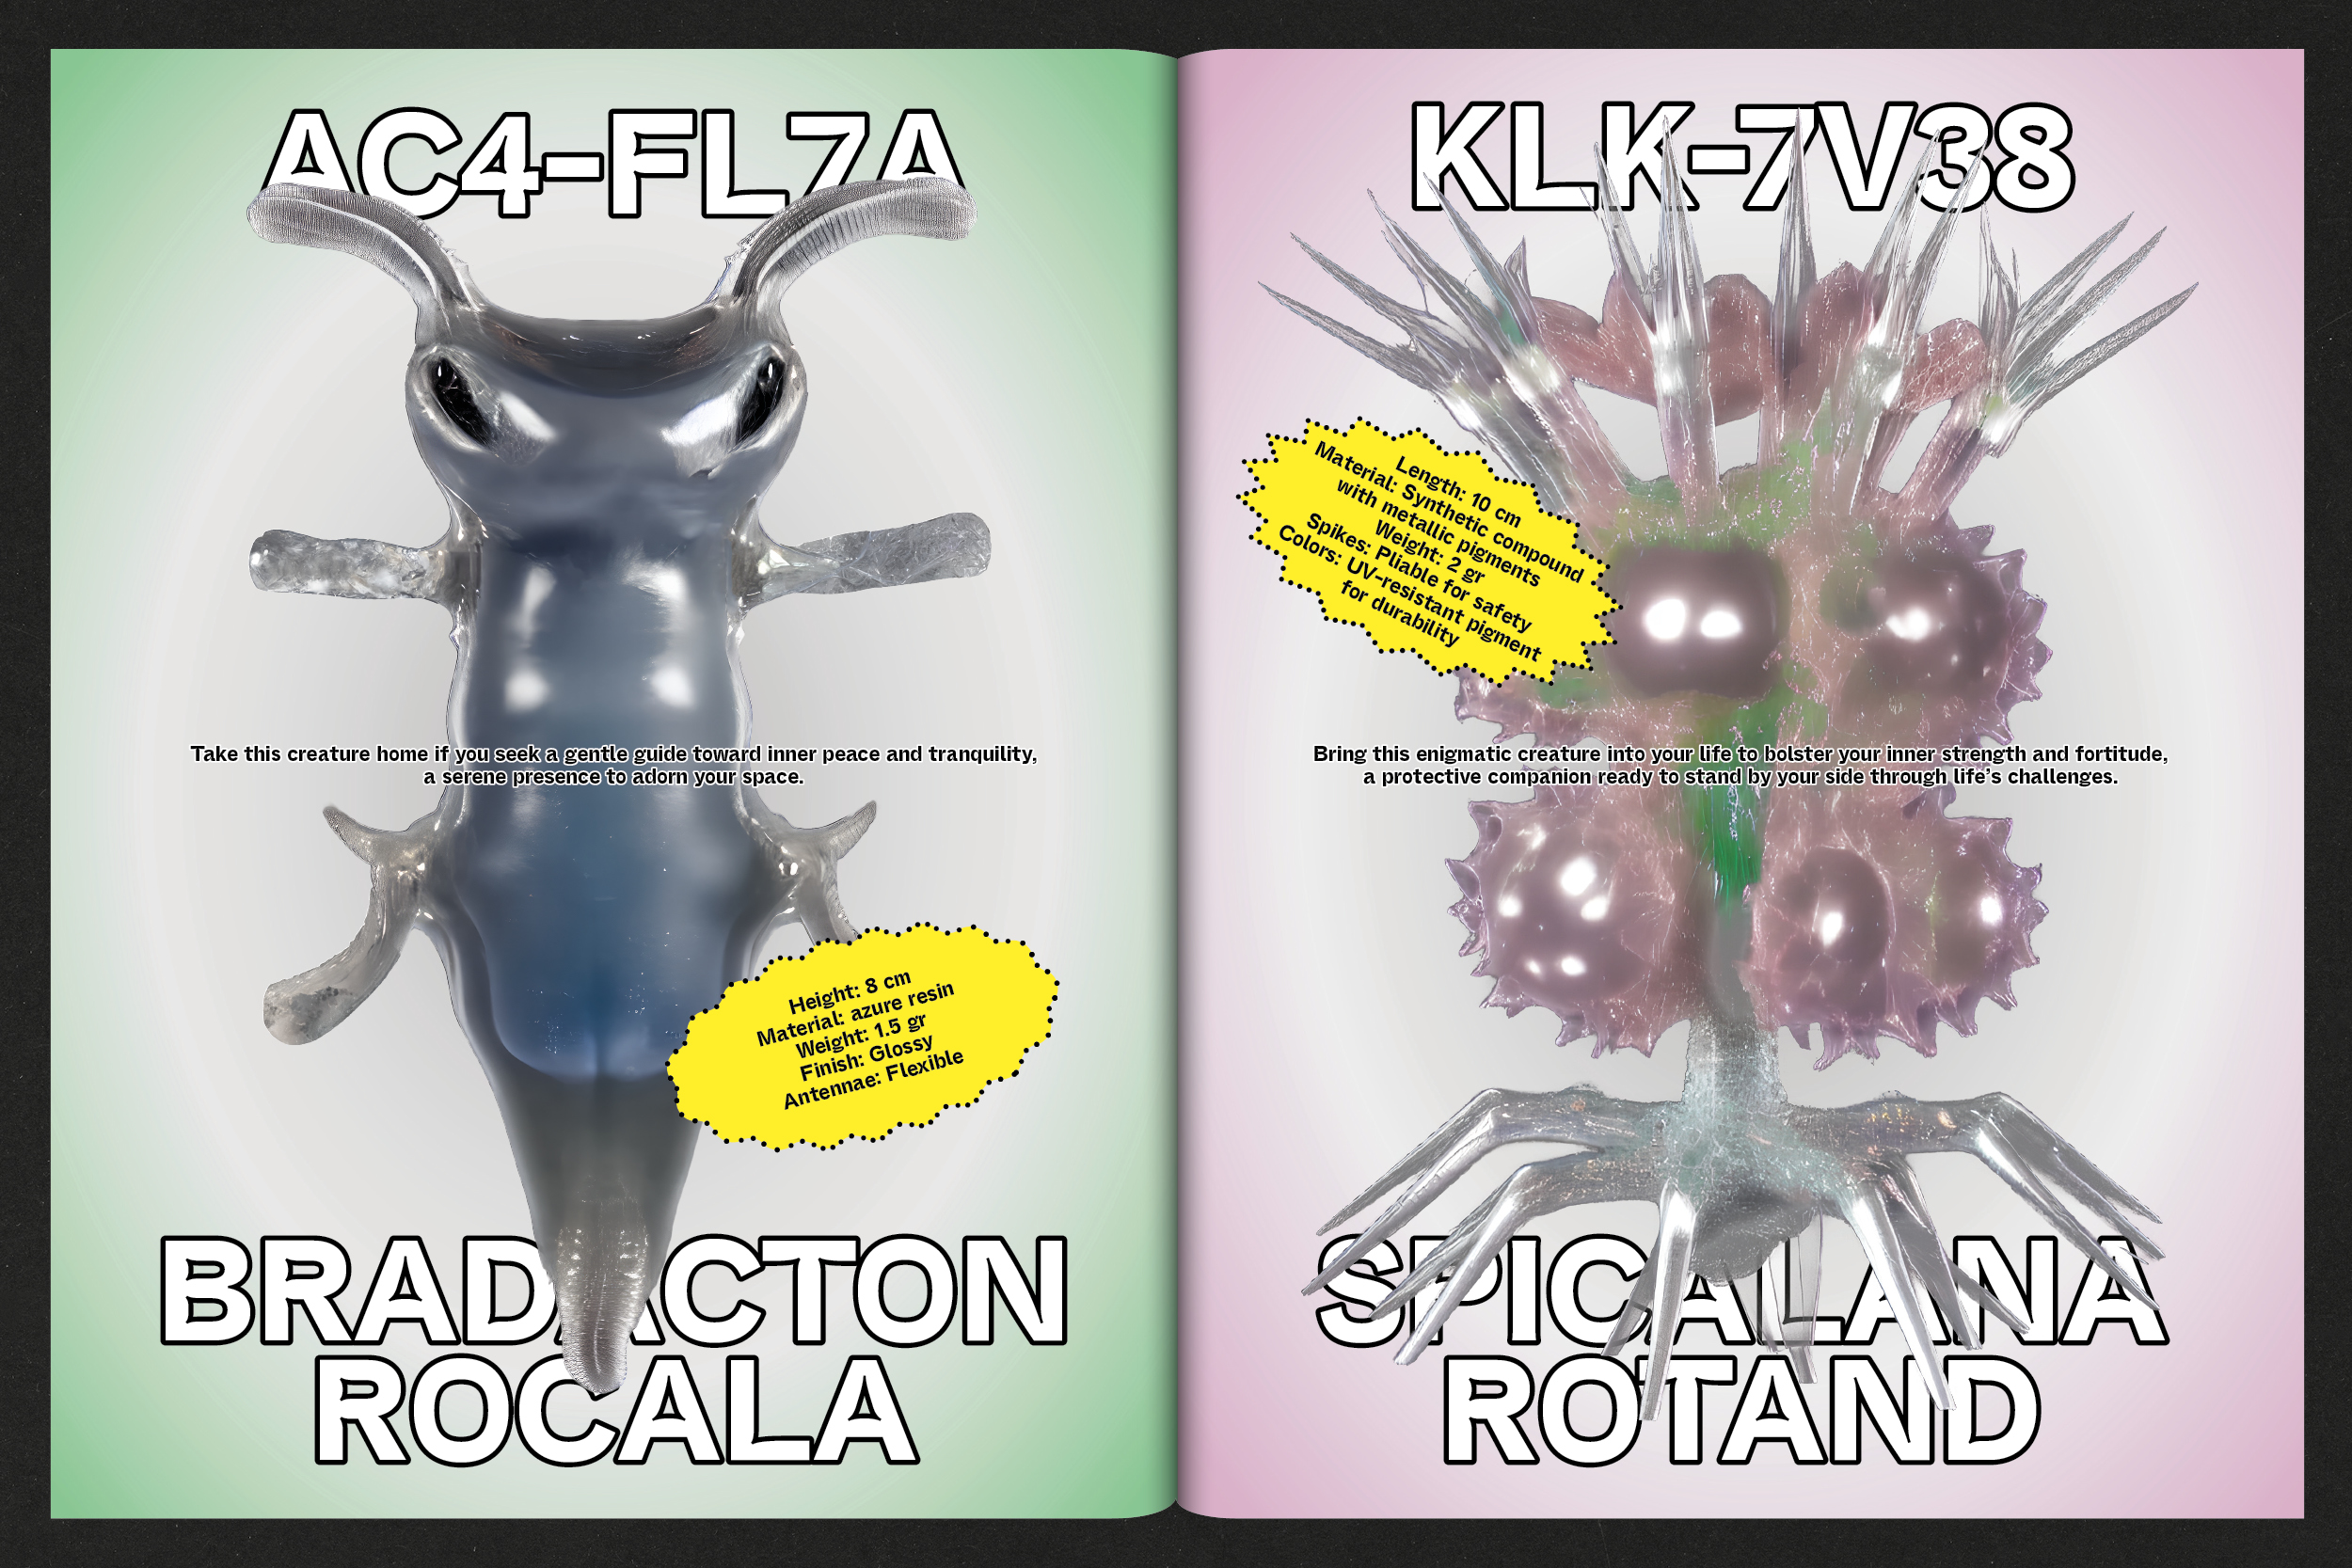 AC4-FL7A
Take this creature home if you seek a gentle guide toward inner peace and tranquility,
a serene presence to adorn your space.
Height: 8 cm
Material: azure resin
Weight: 1.5 gr
Finish: Glossy
Antennae: Flexible
BRADACTON
ROCALA
KLK-7V38
Length: 10 cm
Material: Synthetic compound
with metallic pigments
Weight: 2 gr
Spikes: Pliable for safety
Colors: UV-resistant pigment
for durability
Bring this enigmatic creature into your life to bolster your inner strength and fortitude,
a protective companion ready to stand by your side through life’s challenges.
SPICALANA
ROTAND